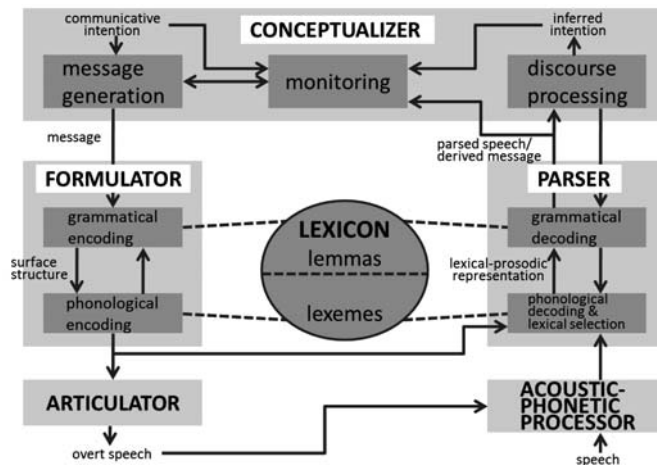 communicative
intention
CONCEPTUALIZER
inferred
intention
message
generation
monitoring
discourse
processing
message
parsed speech/
derived message
FORMULATOR
PARSER
grammatical
encoding
LEXICON
lemmas
grammatical
decoding
surface
structure
lexical-prosodic
representation
phonological
encoding
lexemes
phonological
decoding &
lexical selection
ARTICULATOR
ACOUSTIC-
PHONETIC
PROCESSOR
overt speech
speech